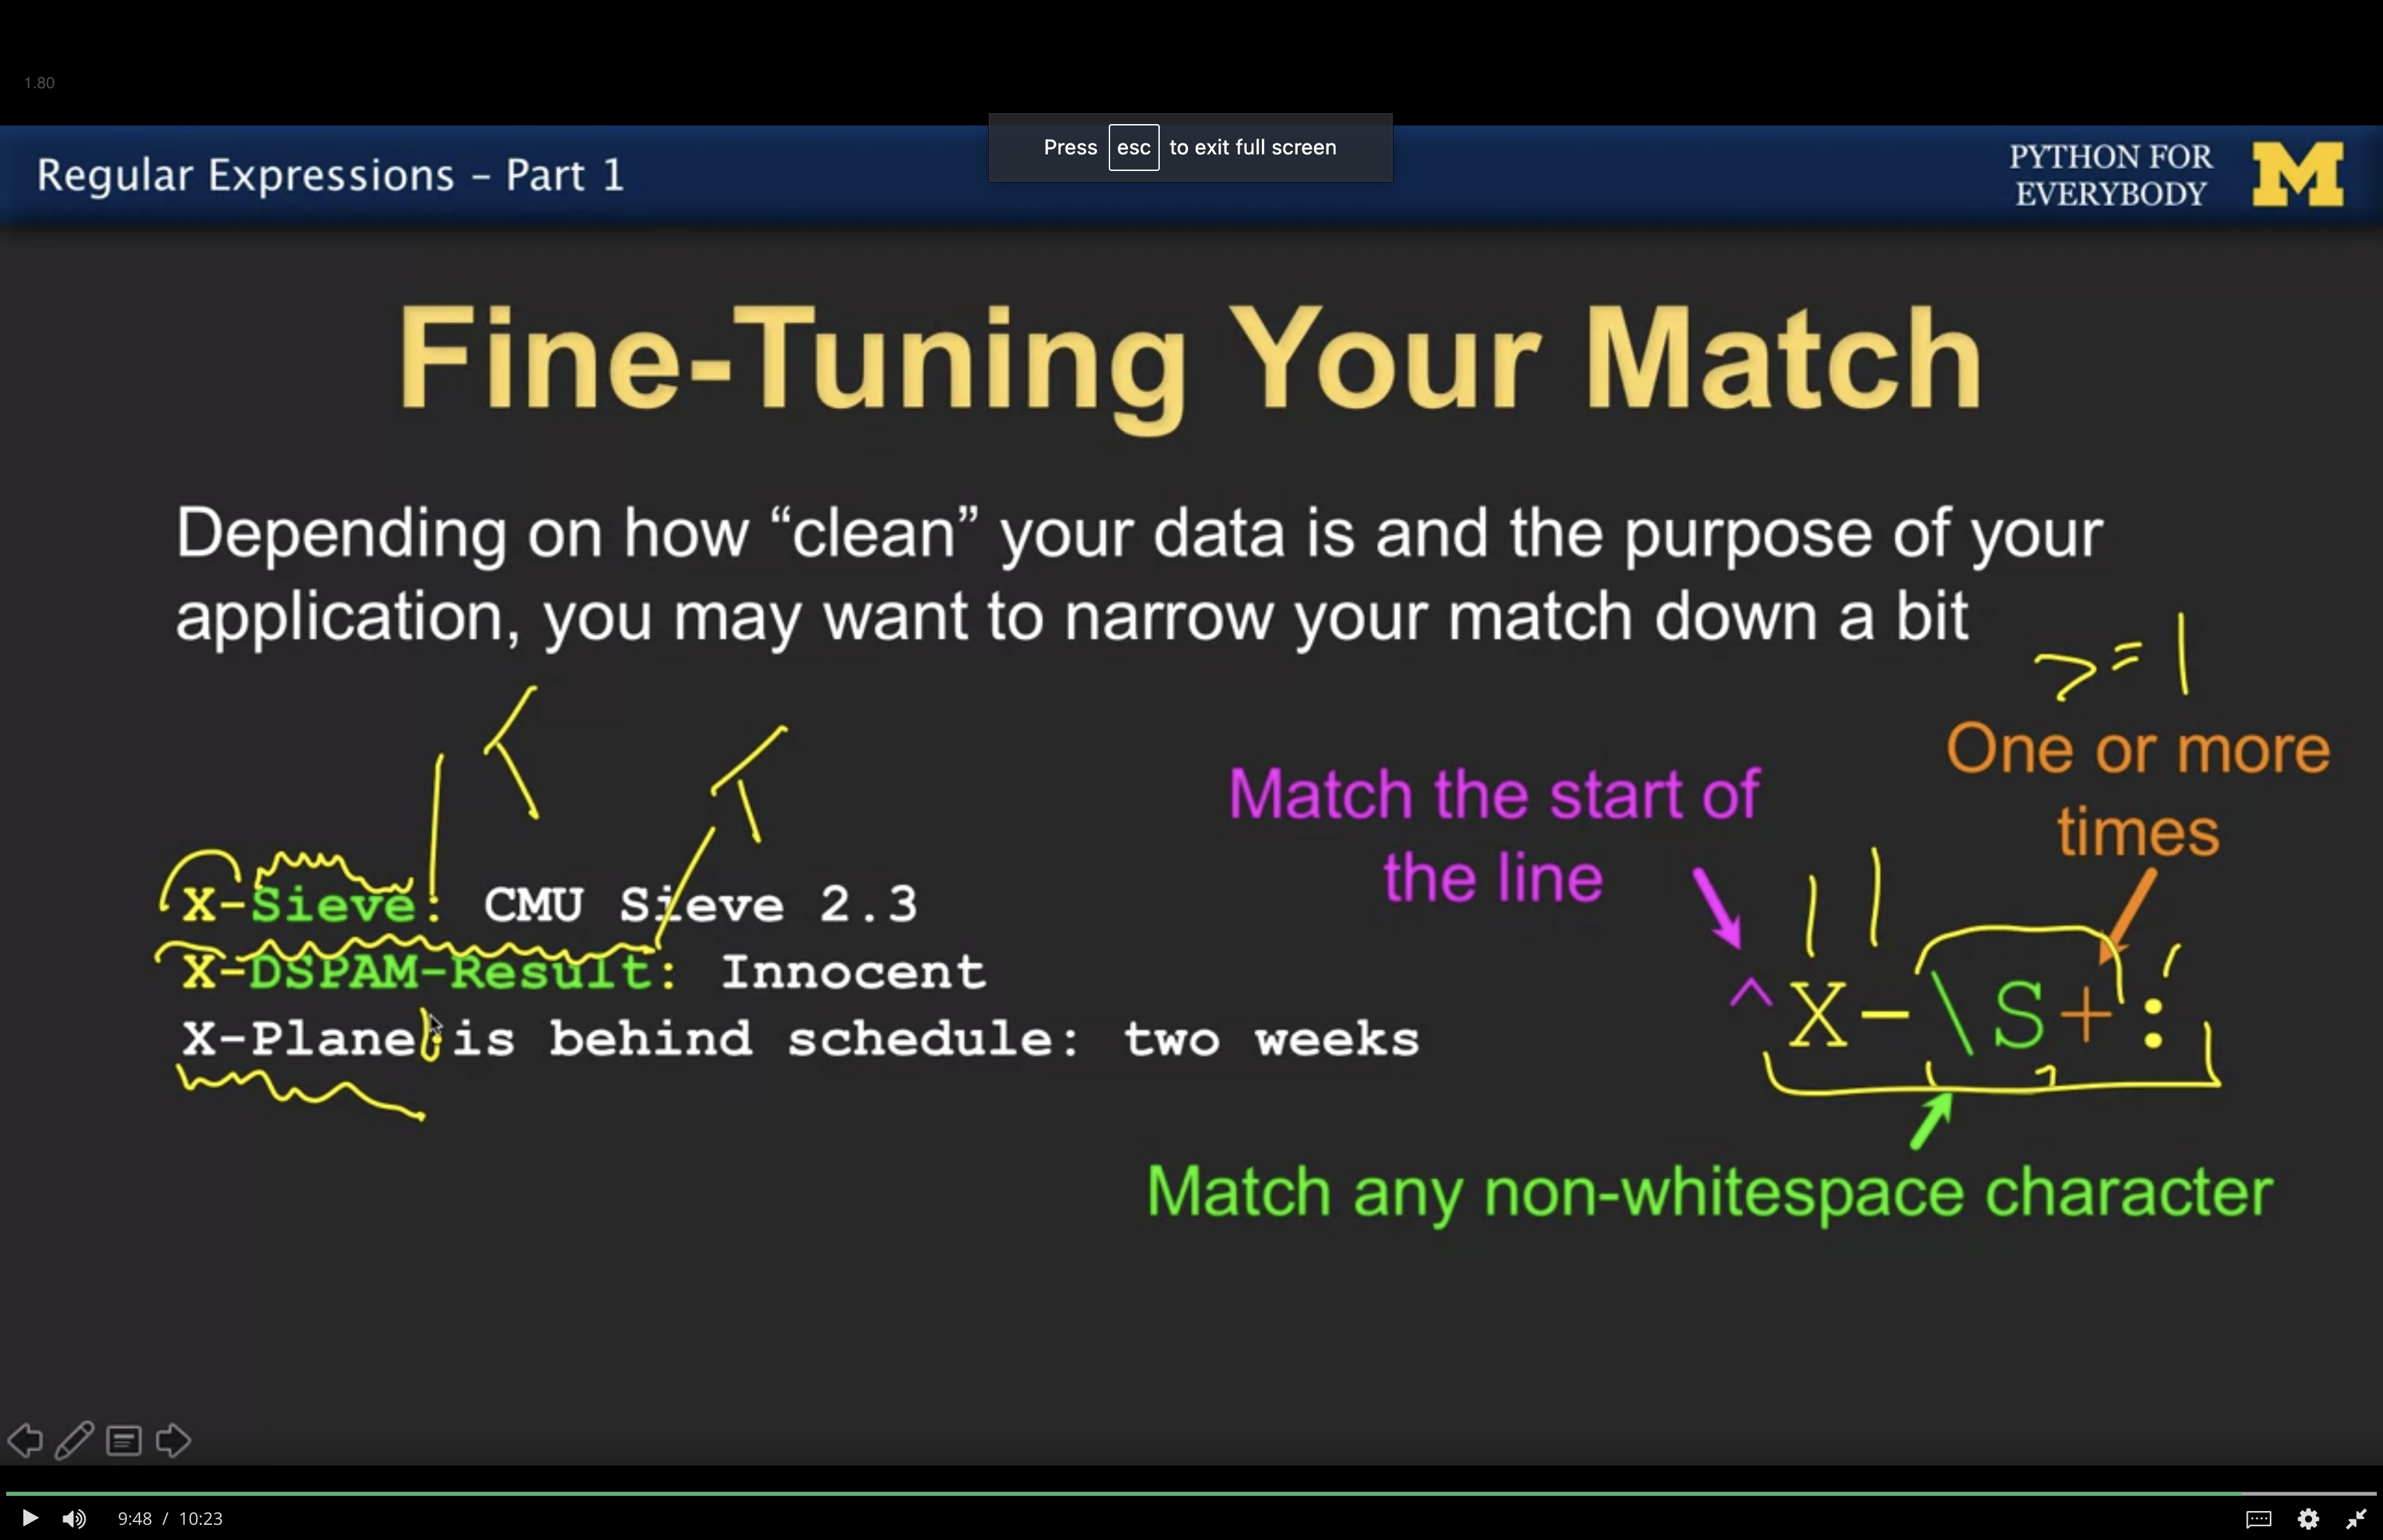 1.80
Press esc to exit full screen
Regular Expressions – Part 1
PYTHON FOR
EVERYBODY
M
Fine-Tuning Your Match
Depending on how “clean” your data is and the purpose of your
application, you may want to narrow your match down a bit
>=1
One or more
times
Match the start of
the line
X-Sieve: CMU Sieve 2.3
X-DSPAM-Result: Innocent
X-Plane is behind schedule: two weeks
^X-\S+:
Match any non-whitespace character
9:48 / 10:23